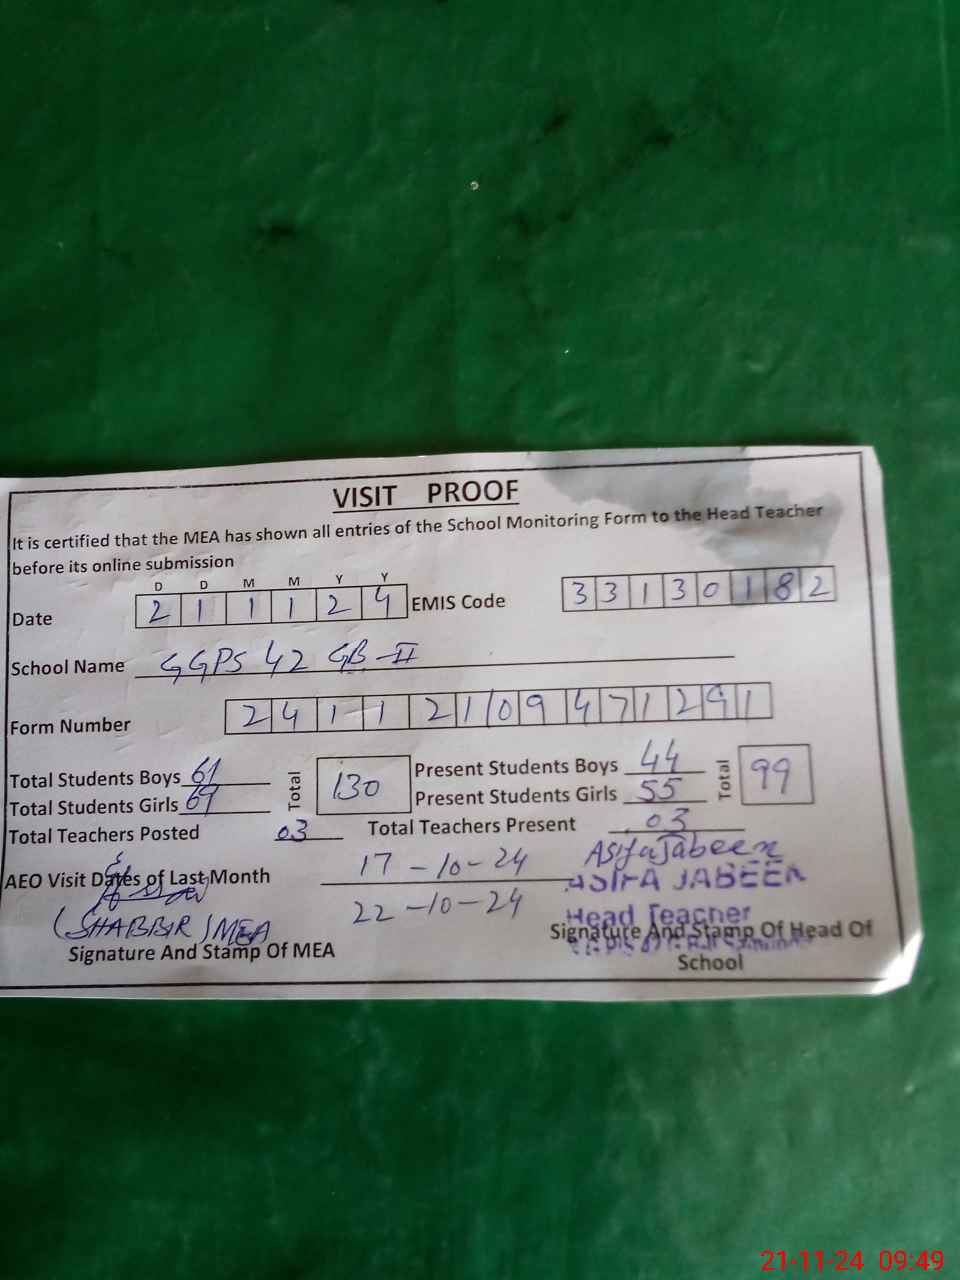 VISIT PROOF
It is certified that the MEA has shown all entries of the School Monitoring Form to the Head Teacher
before its online submission
D D M M Y Y
Date 2 1 1 1 2 4 EMIS Code 3 3 1 3 0 1 8 2
School Name GGPS 42 GB-II
Form Number 2 4 1 1 2 1 0 9 4 7 1 2 9 1
Total Students Boys 61 Total 130 Present Students Boys 44 Total 99
Total Students Girls 69 Present Students Girls 55
Total Teachers Posted 03 Total Teachers Present 03
AEO Visit Dates of Last Month 17-10-24 Asifa Jabeen
22-10-24 ASIFA JABEEN
(SHABBIR) MEA Head Teacher
Signature And Stamp Of MEA Signature And Stamp Of Head Of
School
21-11-24 09:49